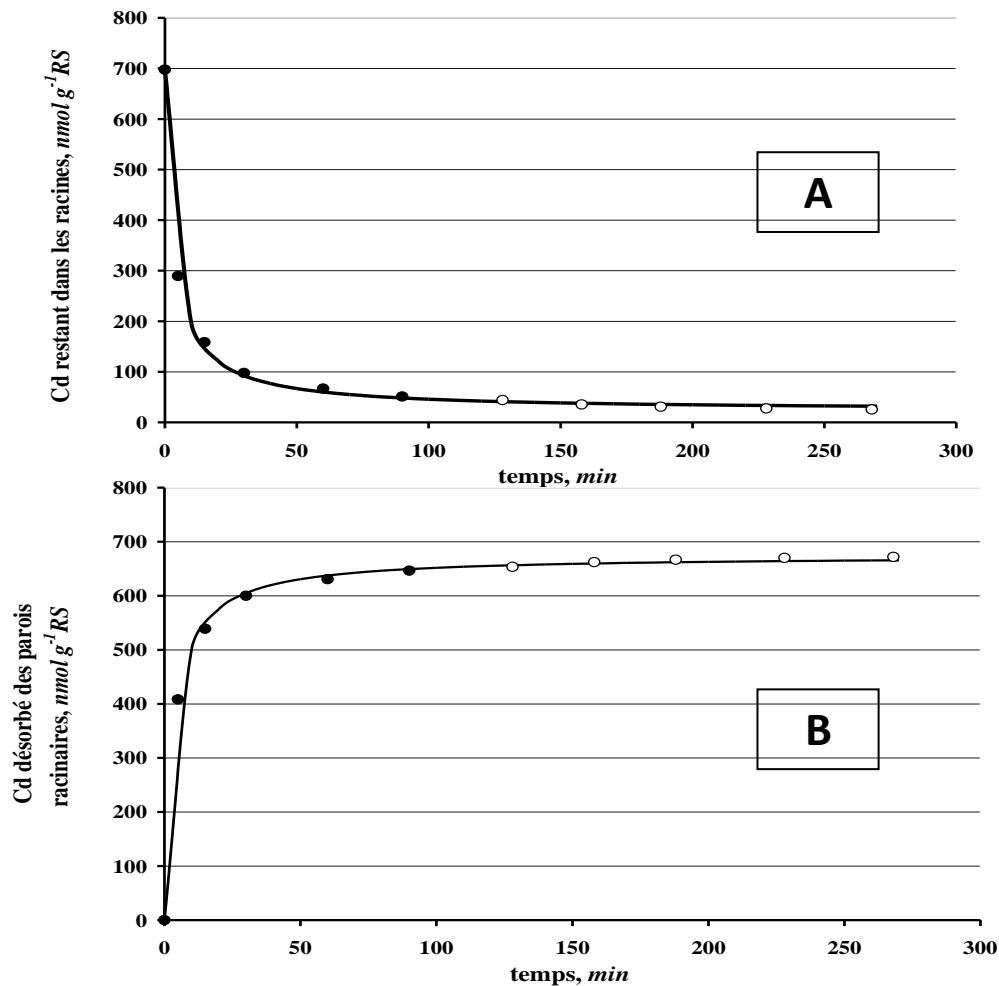 800
700
600
500
400
300
200
100
0
Cd restant dans les racines, nmol g-1RS
A
0 50 100 150 200 250 300
temps, min
800
700
600
500
400
300
200
100
0
Cd désorbé des parois
racinaires, nmol g-1RS
B
0 50 100 150 200 250 300
temps, min